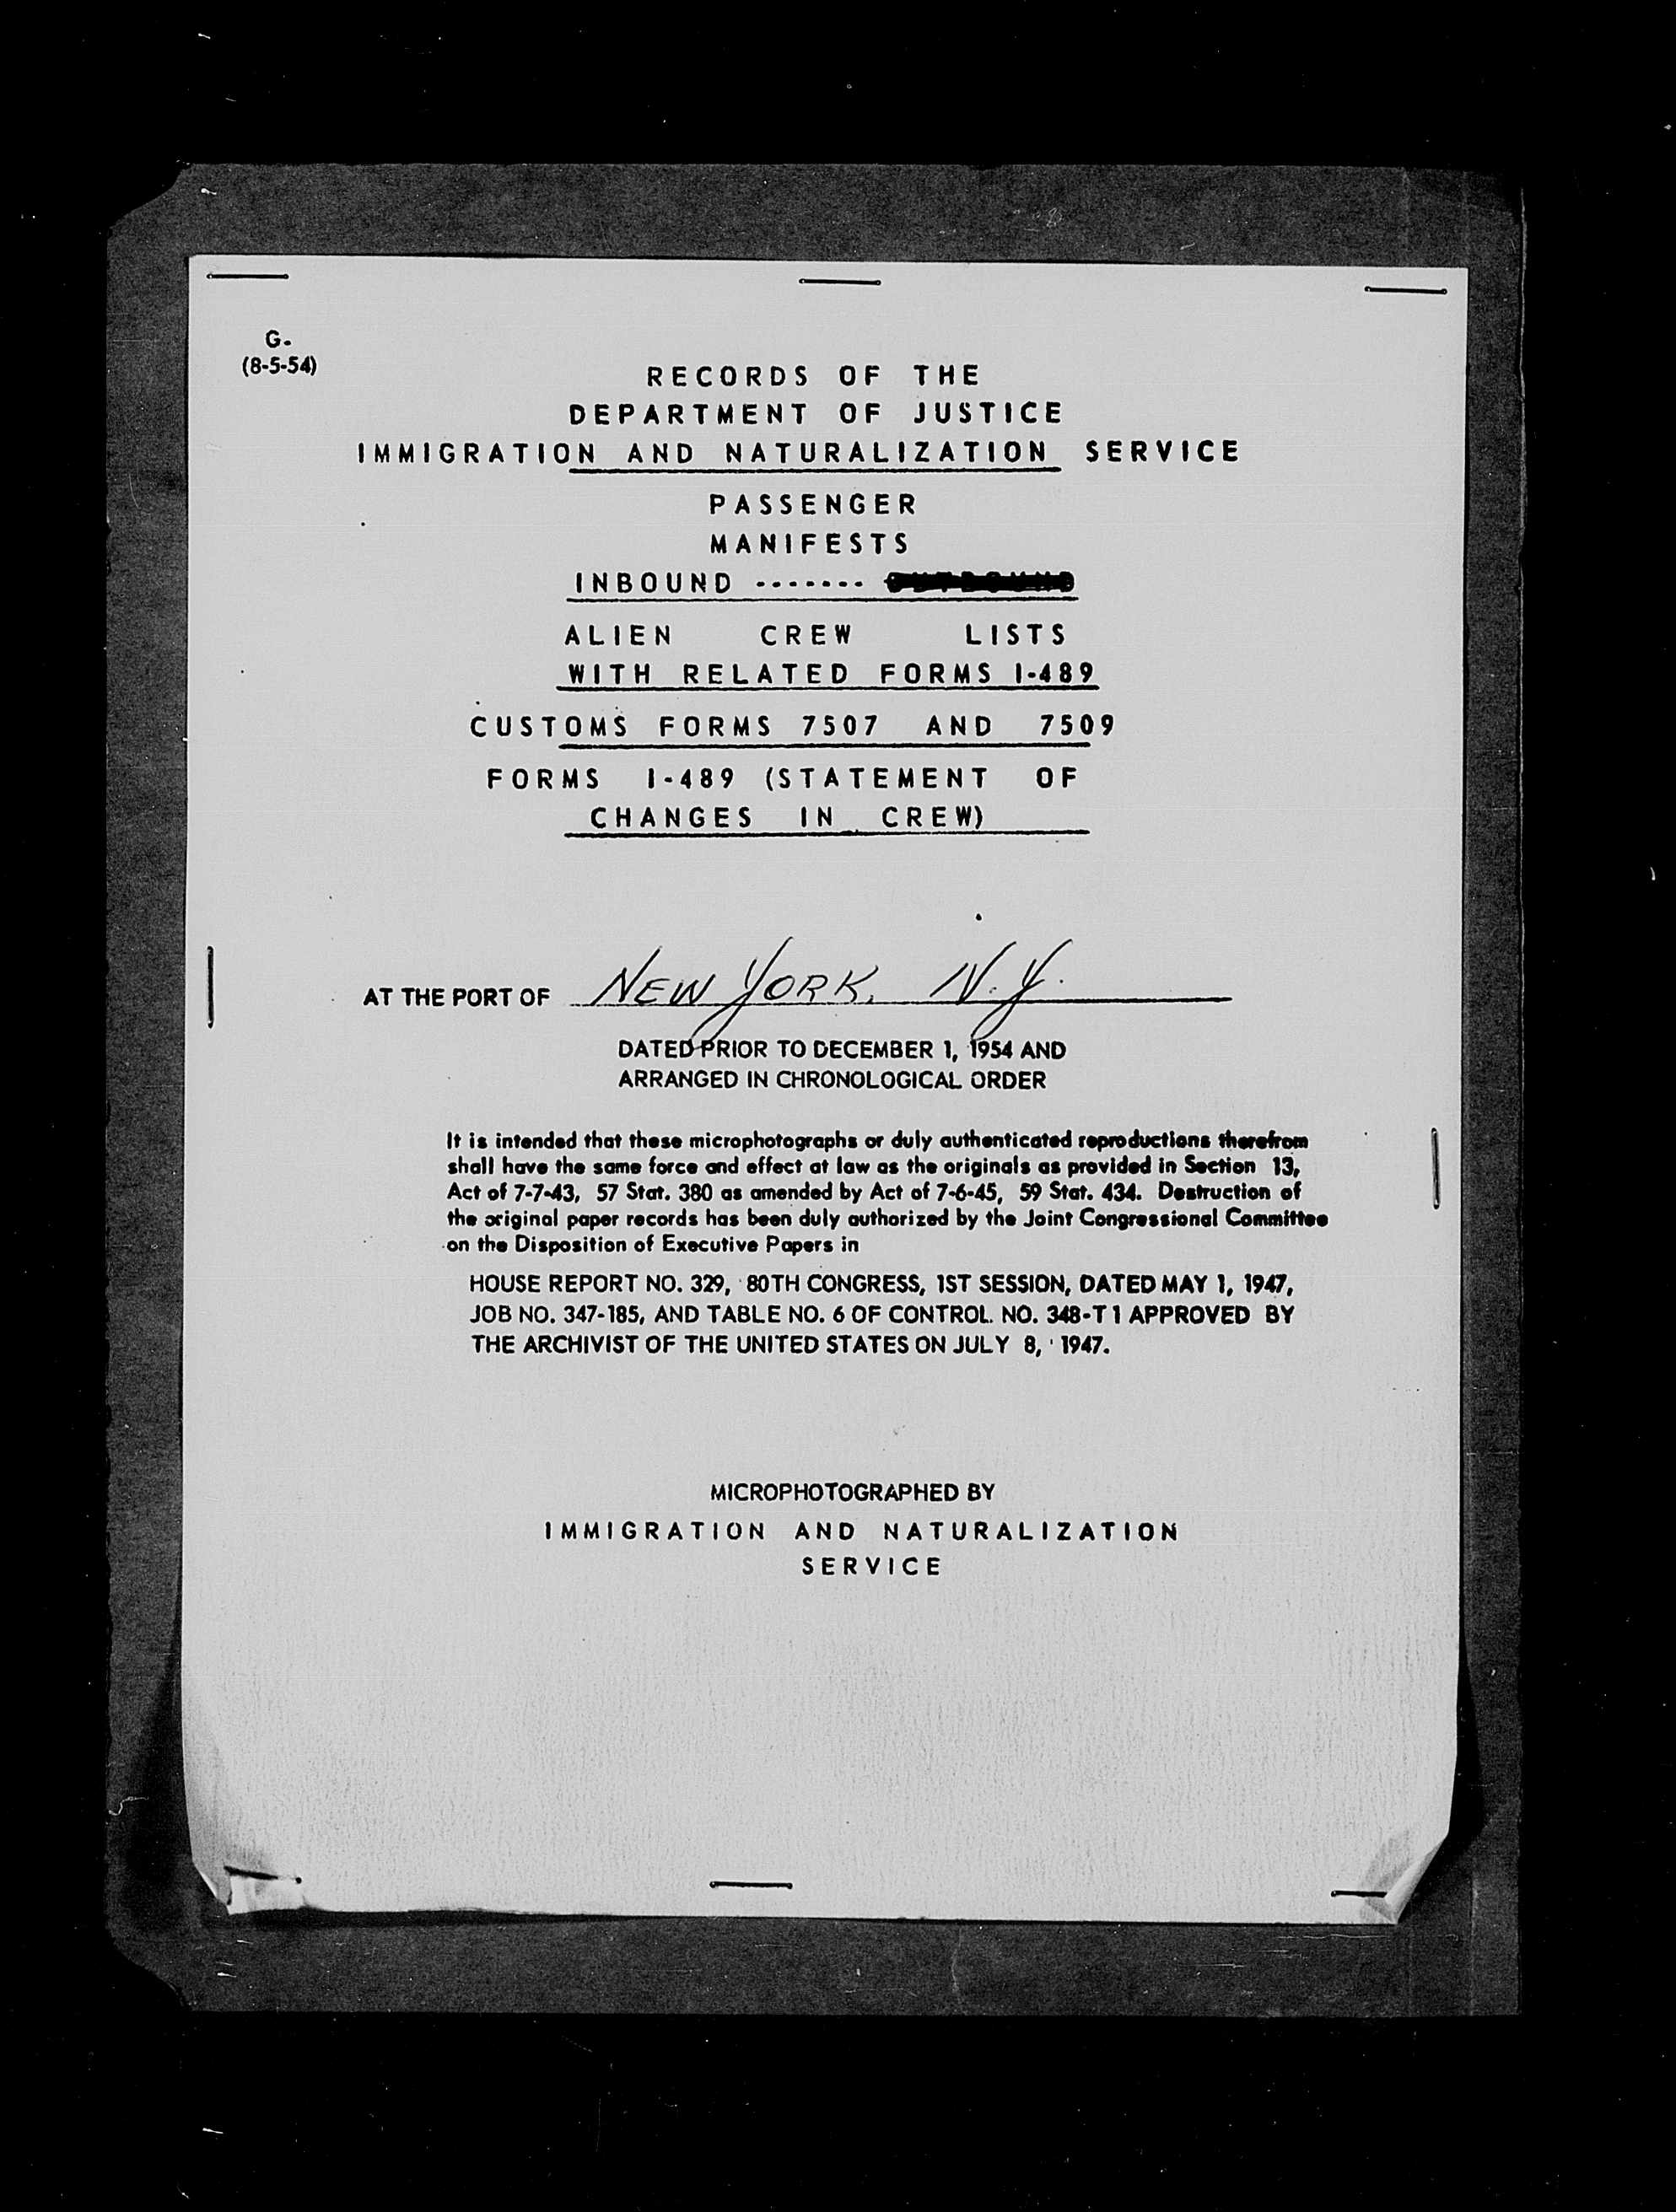 G-
(8-5-54)
RECORDS OF THE
DEPARTMENT OF JUSTICE
IMMIGRATION AND NATURALIZATION SERVICE
PASSENGER
MANIFESTS
INBOUND ------- OUTBOUND
ALIEN CREW LISTS
WITH RELATED FORMS I-489
CUSTOMS FORMS 7507 AND 7509
FORMS I-489 (STATEMENT OF
CHANGES IN CREW)
AT THE PORT OF NEW YORK, N.Y.
DATED PRIOR TO DECEMBER 1, 1954 AND
ARRANGED IN CHRONOLOGICAL ORDER
It is intended that these microphotographs or duly authenticated reproductions therefrom
shall have the same force and effect at law as the originals as provided in Section 13,
Act of 7-7-43, 57 Stat. 380 as amended by Act of 7-6-45, 59 Stat. 434. Destruction of
the original paper records has been duly authorized by the Joint Congressional Committee
on the Disposition of Executive Papers in
HOUSE REPORT NO. 329, 80TH CONGRESS, 1ST SESSION, DATED MAY 1, 1947,
JOB NO. 347-185, AND TABLE NO. 6 OF CONTROL. NO. 348-T1 APPROVED BY
THE ARCHIVIST OF THE UNITED STATES ON JULY 8, 1947.
MICROPHOTOGRAPHED BY
IMMIGRATION AND NATURALIZATION
SERVICE